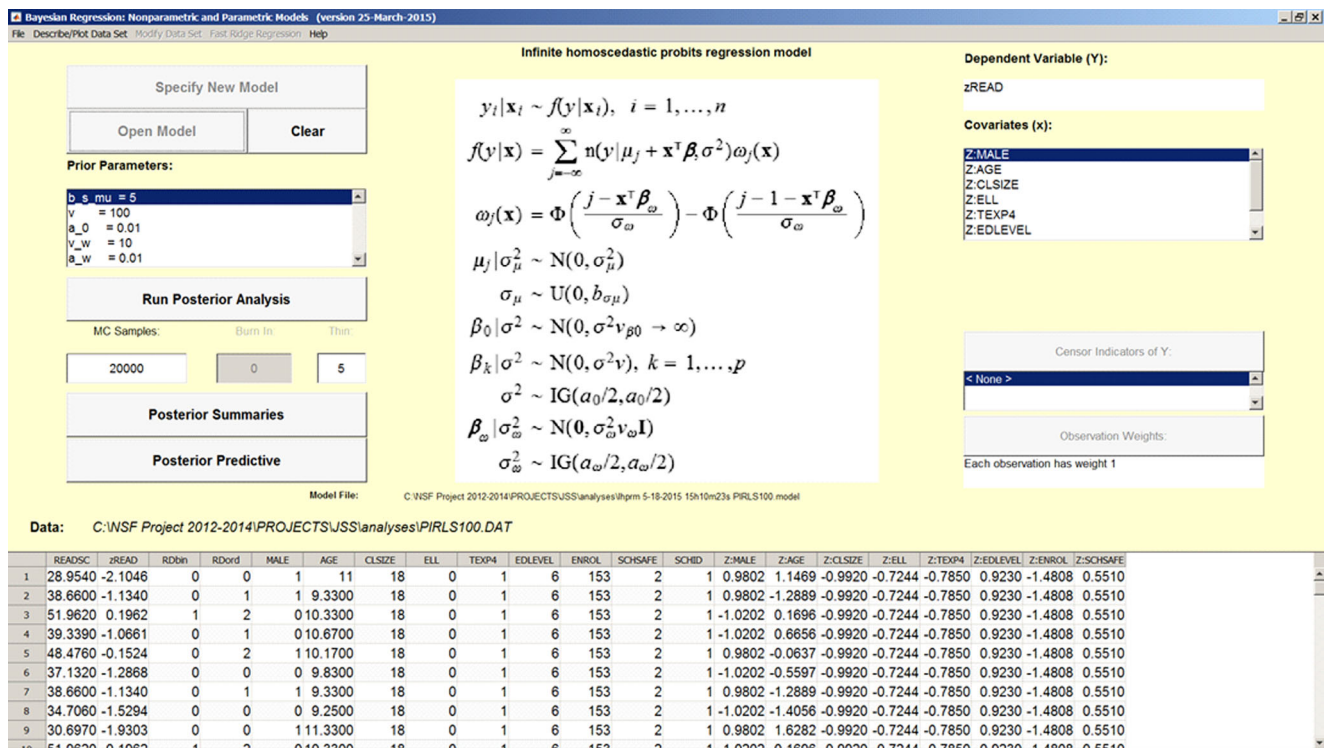 Bayesian Regression: Nonparametric and Parametric Models (version 25-March-2015)
File Describe/Plot Data Set Modify Data Set Fast Ridge Regression Help
Infinite homoscedastic probits regression model
Specify New Model
Open Model Clear
Prior Parameters:
b_s_mu = 5
v = 100
a_0 = 0.01
v_w = 10
a_w = 0.01
Run Posterior Analysis
MC Samples: Burn In: Thin:
20000 0 5
Posterior Summaries
Posterior Predictive
y_i|x_i ~ f(y|x_i), i = 1,…,n
f(y|x) = ∑_{j=-∞}^{∞} n(y|μ_j + x^⊤β, σ²)ω_j(x)
ω_j(x) = Φ((j − x^⊤β_ω)/σ_ω) − Φ((j − 1 − x^⊤β_ω)/σ_ω)
μ_j|σ_μ² ~ N(0, σ_μ²)
σ_μ ~ U(0, b_{σμ})
β_0|σ² ~ N(0, σ²v_{β0} → ∞)
β_k|σ² ~ N(0, σ²v), k = 1,…,p
σ² ~ IG(a_0/2, a_0/2)
β_ω|σ_ω² ~ N(0, σ_ω²v_ωI)
σ_ω² ~ IG(a_ω/2, a_ω/2)
Dependent Variable (Y):
zREAD
Covariates (x):
Z:MALE
Z:AGE
Z:CLSIZE
Z:ELL
Z:TEXP4
Z:EDLEVEL
Censor Indicators of Y:
< None >
Observation Weights:
Each observation has weight 1
Model File: C:\NSF Project 2012-2014\PROJECTS\JSS\analyses\Ihprm 5-18-2015 15h10m23s PIRLS100.model
Data: C:\NSF Project 2012-2014\PROJECTS\JSS\analyses\PIRLS100.DAT
READSC zREAD RDbin RDord MALE AGE CLSIZE ELL TEXP4 EDLEVEL ENROL SCHSAFE SCHID Z:MALE Z:AGE Z:CLSIZE Z:ELL Z:TEXP4 Z:EDLEVEL Z:ENROL Z:SCHSAFE
1 28.9540 -2.1046 0 0 1 11 18 0 1 6 153 2 1 0.9802 1.1469 -0.9920 -0.7244 -0.7850 0.9230 -1.4808 0.5510
2 38.6600 -1.1340 0 1 1 9.3300 18 0 1 6 153 2 1 0.9802 -1.2889 -0.9920 -0.7244 -0.7850 0.9230 -1.4808 0.5510
3 51.9620 0.1962 1 2 0 10.3300 18 0 1 6 153 2 1 -1.0202 0.1696 -0.9920 -0.7244 -0.7850 0.9230 -1.4808 0.5510
4 39.3390 -1.0661 0 1 0 10.6700 18 0 1 6 153 2 1 -1.0202 0.6656 -0.9920 -0.7244 -0.7850 0.9230 -1.4808 0.5510
5 48.4760 -0.1524 0 2 1 10.1700 18 0 1 6 153 2 1 0.9802 -0.0637 -0.9920 -0.7244 -0.7850 0.9230 -1.4808 0.5510
6 37.1320 -1.2868 0 0 0 9.8300 18 0 1 6 153 2 1 -1.0202 -0.5597 -0.9920 -0.7244 -0.7850 0.9230 -1.4808 0.5510
7 38.6600 -1.1340 0 1 1 9.3300 18 0 1 6 153 2 1 0.9802 -1.2889 -0.9920 -0.7244 -0.7850 0.9230 -1.4808 0.5510
8 34.7060 -1.5294 0 0 0 9.2500 18 0 1 6 153 2 1 -1.0202 -1.4056 -0.9920 -0.7244 -0.7850 0.9230 -1.4808 0.5510
9 30.6970 -1.9303 0 0 1 11.3300 18 0 1 6 153 2 1 0.9802 1.6282 -0.9920 -0.7244 -0.7850 0.9230 -1.4808 0.5510